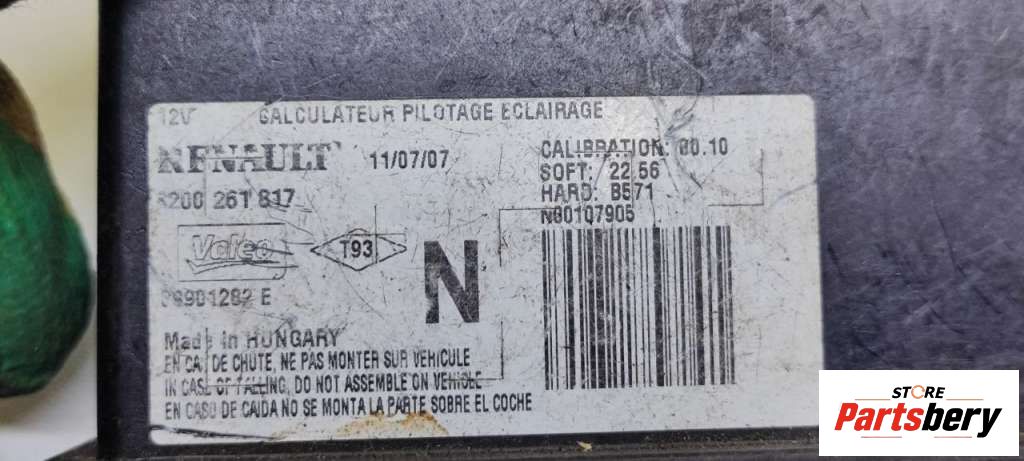 12V CALCULATEUR PILOTAGE ECLAIRAGE
RENAULT 11/07/07
8200 261 817
Valeo T93 N
E
Made in HUNGARY
EN CAS DE CHUTE, NE PAS MONTER SUR VEHICULE
IN CASE OF FALLING, DO NOT ASSEMBLE ON VEHICLE
EN CASO DE CAIDA NO SE MONTA LA PARTE SOBRE EL COCHE
CALIBRATION: 00.10
SOFT: 22.56
HARD: B571
N00107905
STORE
Partsbery